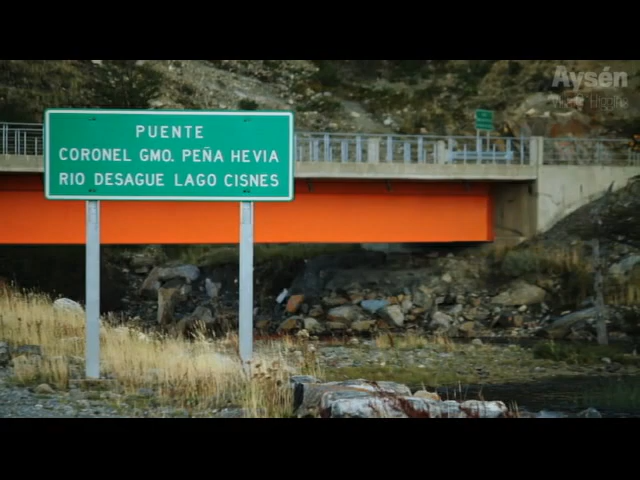 Aysén
PUENTE
CORONEL GMO. PEÑA HEVIA
RIO DESAGUE LAGO CISNES